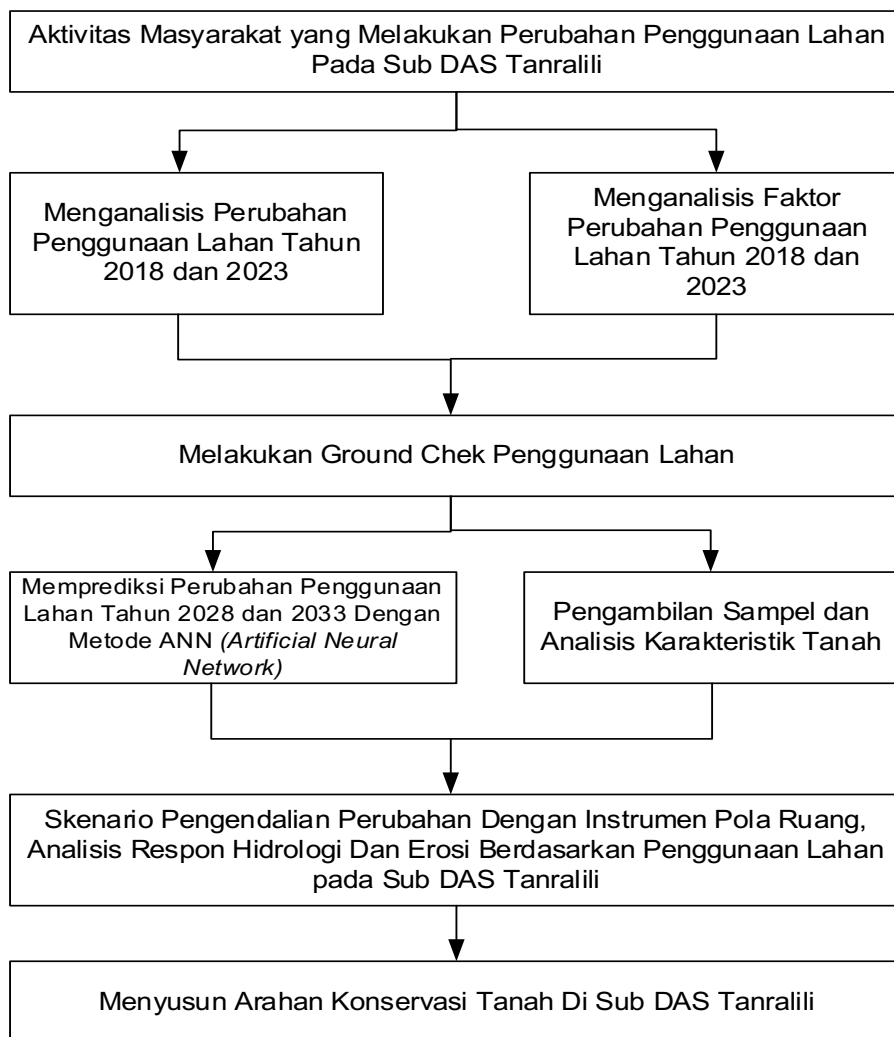 Aktivitas Masyarakat yang Melakukan Perubahan Penggunaan Lahan
Pada Sub DAS Tanralili
Menganalisis Perubahan
Penggunaan Lahan Tahun
2018 dan 2023
Menganalisis Faktor
Perubahan Penggunaan
Lahan Tahun 2018 dan
2023
Melakukan Ground Chek Penggunaan Lahan
Memprediksi Perubahan Penggunaan
Lahan Tahun 2028 dan 2033 Dengan
Metode ANN (Artificial Neural
Network)
Pengambilan Sampel dan
Analisis Karakteristik Tanah
Skenario Pengendalian Perubahan Dengan Instrumen Pola Ruang,
Analisis Respon Hidrologi Dan Erosi Berdasarkan Penggunaan Lahan
pada Sub DAS Tanralili
Menyusun Arahan Konservasi Tanah Di Sub DAS Tanralili